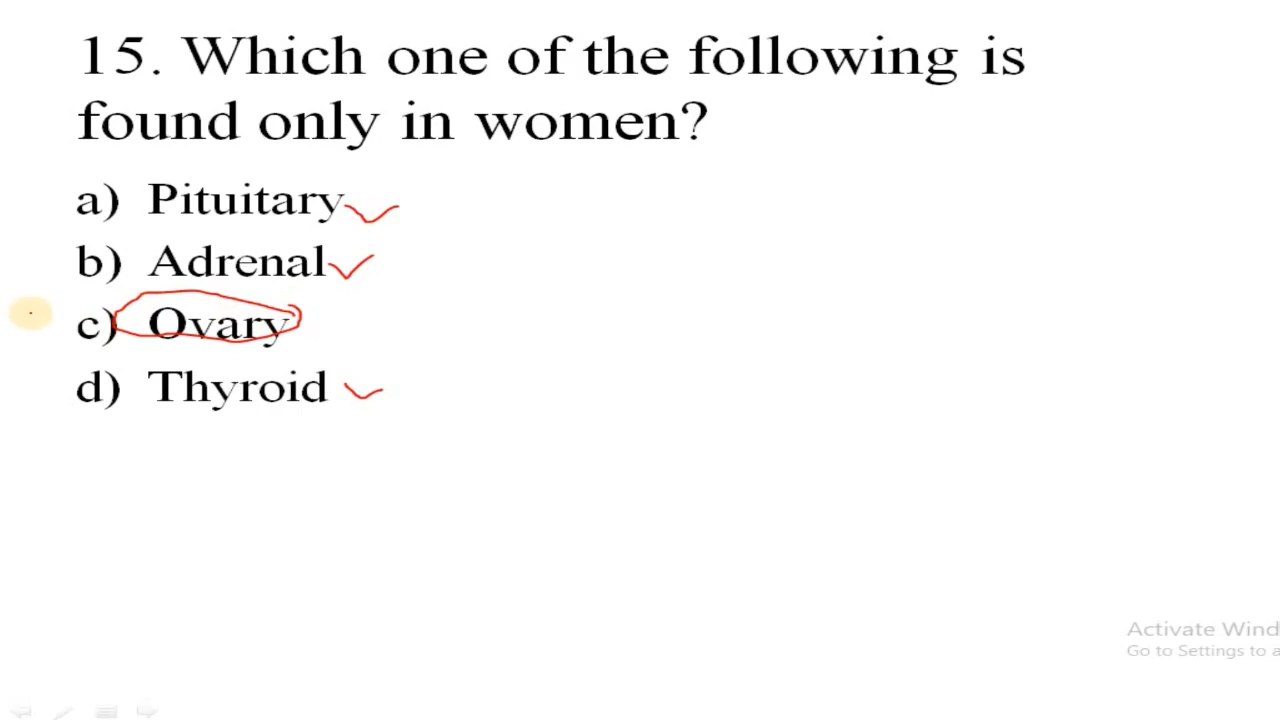 15. Which one of the following is
found only in women?
a) Pituitary
b) Adrenal
c) Ovary
d) Thyroid
Activate Wind
Go to Settings to a